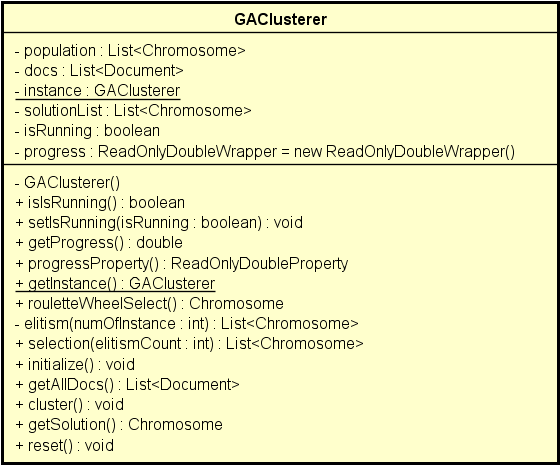 GAClusterer
- population : List<Chromosome>
- docs : List<Document>
- instance : GAClusterer
- solutionList : List<Chromosome>
- isRunning : boolean
- progress : ReadOnlyDoubleWrapper = new ReadOnlyDoubleWrapper()
- GAClusterer()
+ isIsRunning() : boolean
+ setIsRunning(isRunning : boolean) : void
+ getProgress() : double
+ progressProperty() : ReadOnlyDoubleProperty
+ getInstance() : GAClusterer
+ rouletteWheelSelect() : Chromosome
- elitism(numOfInstance : int) : List<Chromosome>
+ selection(elitismCount : int) : List<Chromosome>
+ initialize() : void
+ getAllDocs() : List<Document>
+ cluster() : void
+ getSolution() : Chromosome
+ reset() : void